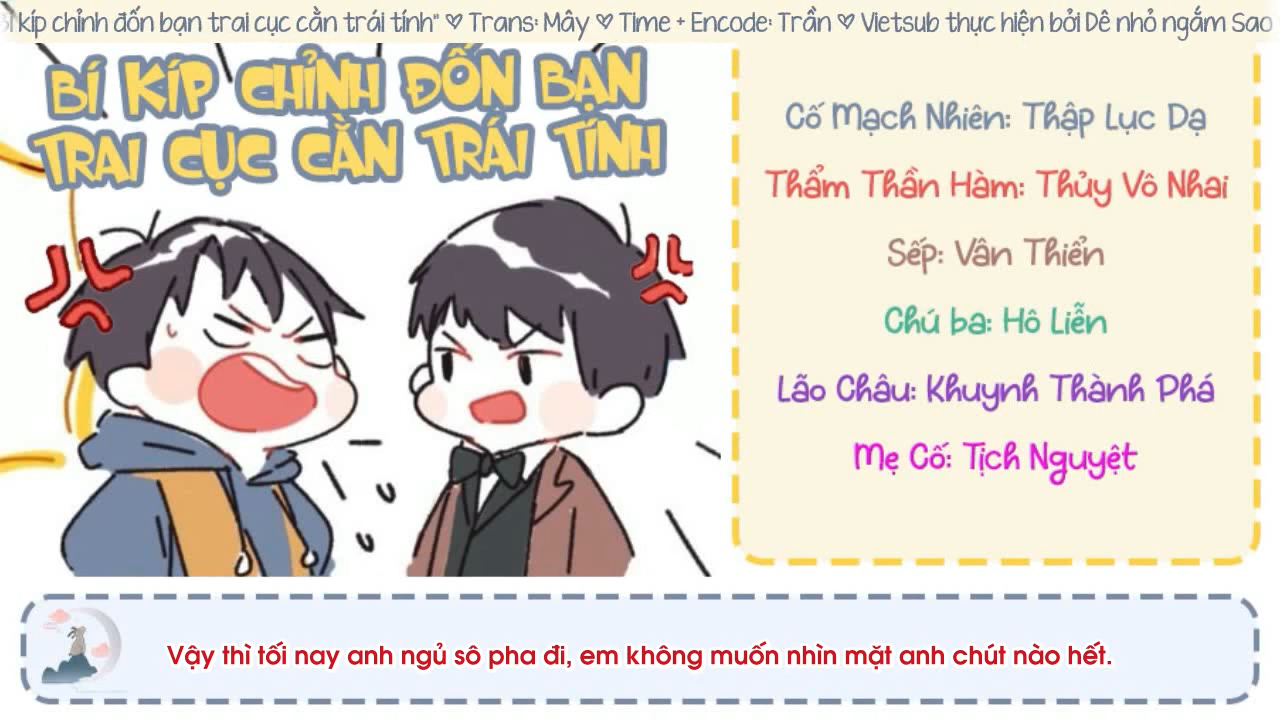 kíp chỉnh đốn bạn trai cục cằn trái tính" ♡ Trans: Mây ♡ Time + Encode: Trần ♡ Vietsub thực hiện bởi Dê nhỏ ngắm Sao
BÍ KÍP CHỈNH ĐỐN BẠN
TRAI CỤC CẰN TRÁI TÍNH
Cố Mạch Nhiên: Thập Lục Dạ
Thẩm Thần Hàm: Thủy Vô Nhai
Sếp: Vân Thiển
Chú ba: Hô Liễn
Lão Châu: Khuynh Thành Phá
Mẹ Cố: Tịch Nguyệt
Vậy thì tối nay anh ngủ sô pha đi, em không muốn nhìn mặt anh chút nào hết.